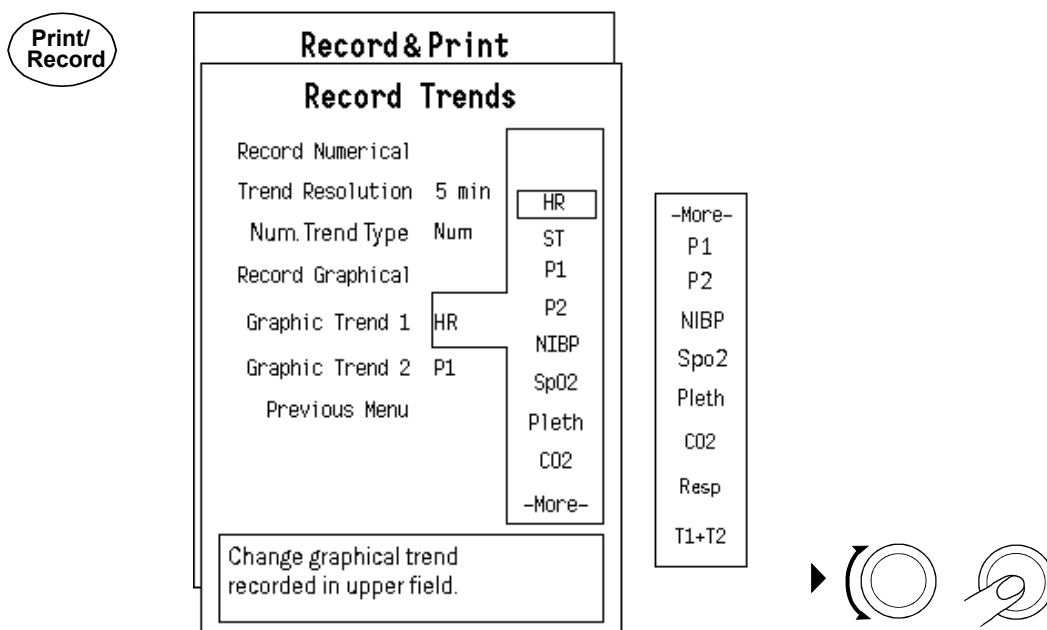 Print/
Record
Record & Print
Record Trends
Record Numerical
Trend Resolution 5 min
Num. Trend Type Num
Record Graphical
Graphic Trend 1 HR
Graphic Trend 2 P1
Previous Menu
HR
ST
P1
P2
NIBP
SpO2
Pleth
CO2
-More-
-More-
P1
P2
NIBP
Spo2
Pleth
CO2
Resp
T1+T2
Change graphical trend
recorded in upper field.